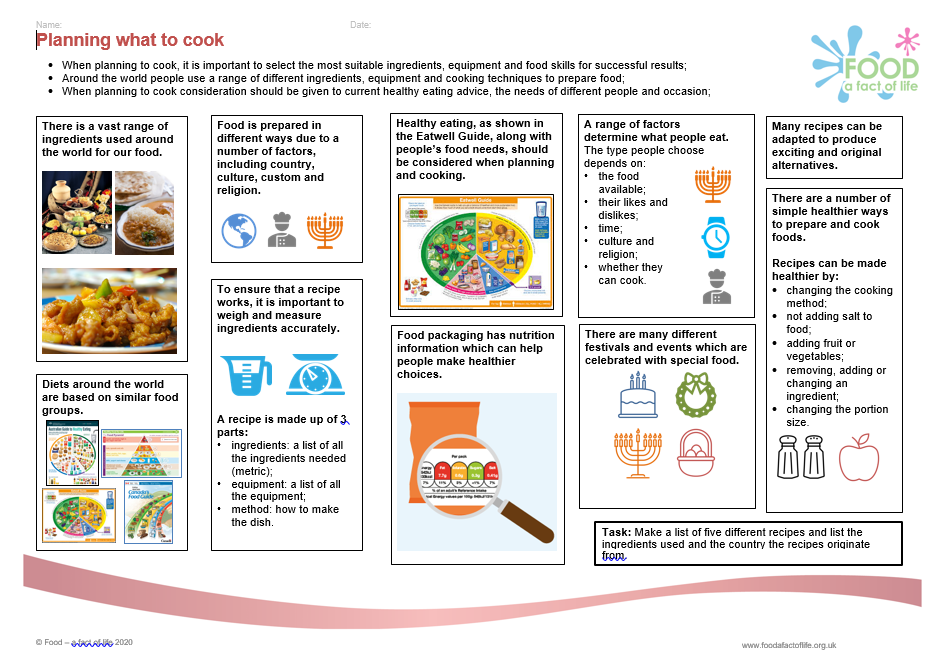 Name:
Date:
Planning what to cook
• When planning to cook, it is important to select the most suitable ingredients, equipment and food skills for successful results;
• Around the world people use a range of different ingredients, equipment and cooking techniques to prepare food;
• When planning to cook consideration should be given to current healthy eating advice, the needs of different people and occasion;
FOOD
a fact of life
There is a vast range of
ingredients used around
the world for our food.
Diets around the world
are based on similar food
groups.
Food is prepared in
different ways due to a
number of factors,
including country,
culture, custom and
religion.
To ensure that a recipe
works, it is important to
weigh and measure
ingredients accurately.
A recipe is made up of 3
parts:
• ingredients: a list of all
the ingredients needed
(metric);
• equipment: a list of all
the equipment;
• method: how to make
the dish.
Healthy eating, as shown in
the Eatwell Guide, along with
people's food needs, should
be considered when planning
and cooking.
Eatwell Guide
Food packaging has nutrition
information which can help
people make healthier
choices.
Per pack
A range of factors
determine what people eat.
The type people choose
depends on:
• the food
available;
• their likes and
dislikes;
• time;
• culture and
religion;
• whether they
can cook.
There are many different
festivals and events which are
celebrated with special food.
Many recipes can be
adapted to produce
exciting and original
alternatives.
There are a number of
simple healthier ways
to prepare and cook
foods.
Recipes can be made
healthier by:
• changing the cooking
method;
• not adding salt to
food;
• adding fruit or
vegetables;
• removing, adding or
changing an
ingredient;
• changing the portion
size.
Task: Make a list of five different recipes and list the
ingredients used and the country the recipes originate
from.
© Food – a fact of life 2020
www.foodafactoflife.org.uk